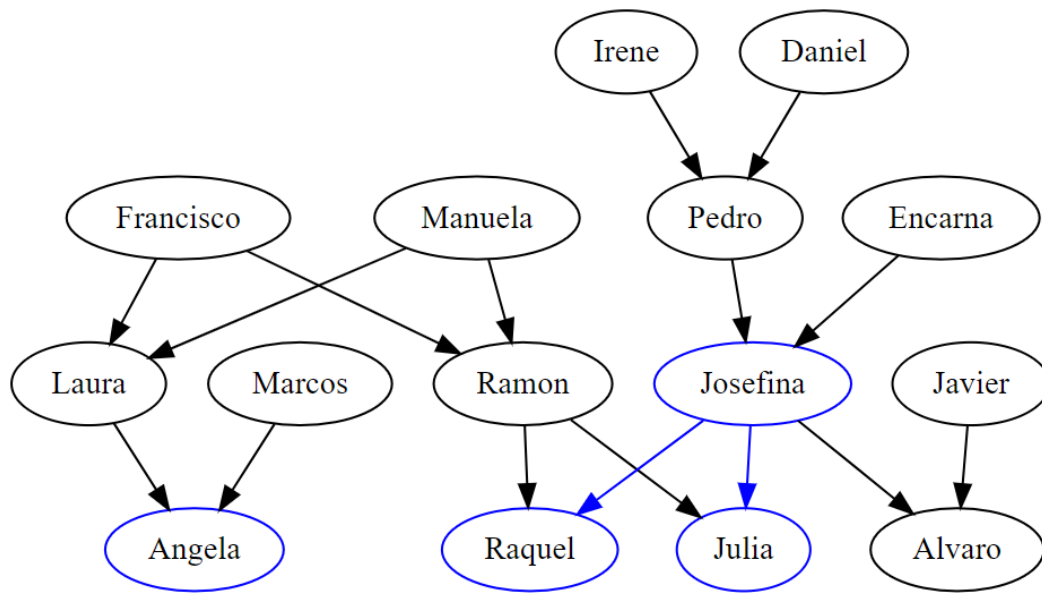 Irene
Daniel
Francisco
Manuela
Pedro
Encarna
Laura
Marcos
Ramon
Josefina
Javier
Angela
Raquel
Julia
Alvaro